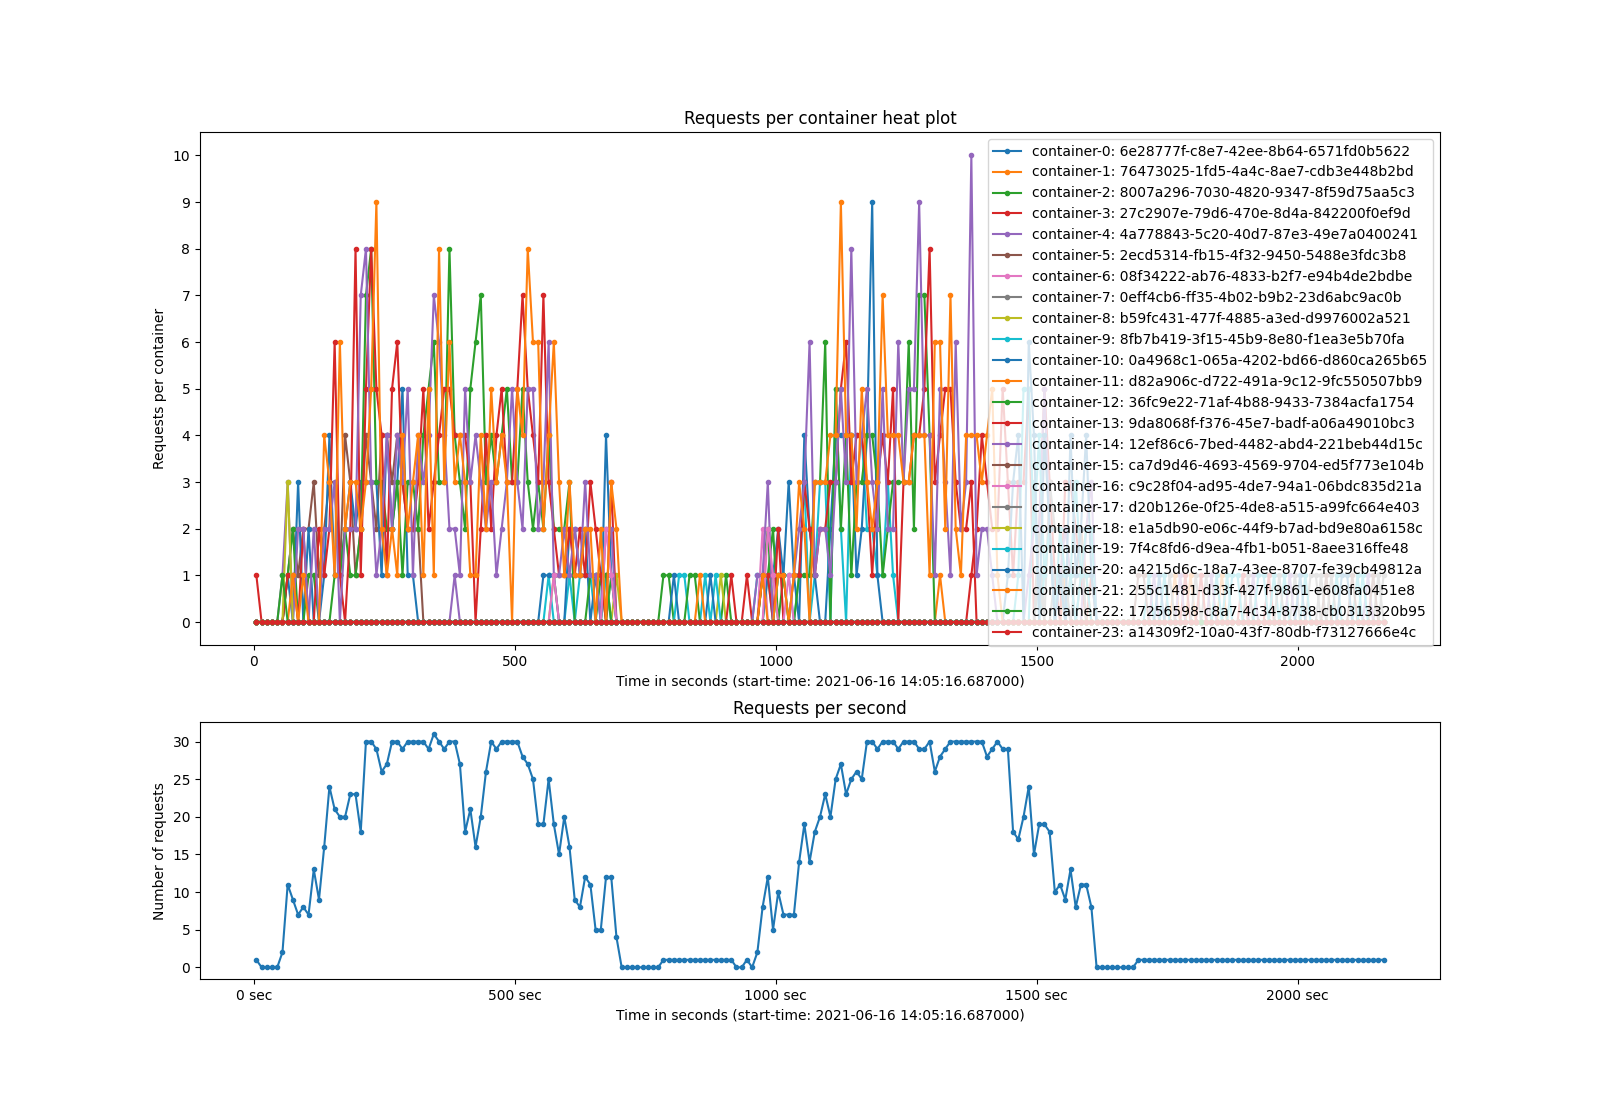 Requests per container heat plot
Requests per container
10
9
8
7
6
5
4
3
2
1
0
container-0: 6e28777f-c8e7-42ee-8b64-6571fd0b5622
container-1: 76473025-1fd5-4a4c-8ae7-cdb3e448b2bd
container-2: 8007a296-7030-4820-9347-8f59d75aa5c3
container-3: 27c2907e-79d6-470e-8d4a-842200f0ef9d
container-4: 4a778843-5c20-40d7-87e3-49e7a0400241
container-5: 2ecd5314-fb15-4f32-9450-5488e3fdc3b8
container-6: 08f34222-ab76-4833-b2f7-e94b4de2bdbe
container-7: 0eff4cb6-ff35-4b02-b9b2-23d6abc9ac0b
container-8: b59fc431-477f-4885-a3ed-d9976002a521
container-9: 8fb7b419-3f15-45b9-8e80-f1ea3e5b70fa
container-10: 0a4968c1-065a-4202-bd66-d860ca265b65
container-11: d82a906c-d722-491a-9c12-9fc550507bb9
container-12: 36fc9e22-71af-4b88-9433-7384acfa1754
container-13: 9da8068f-f376-45e7-badf-a06a49010bc3
container-14: 12ef86c6-7bed-4482-abd4-221beb44d15c
container-15: ca7d9d46-4693-4569-9704-ed5f773e104b
container-16: c9c28f04-ad95-4de7-94a1-06bdc835d21a
container-17: d20b126e-0f25-4de8-a515-a99fc664e403
container-18: e1a5db90-e06c-44f9-b7ad-bd9e80a6158c
container-19: 7f4c8fd6-d9ea-4fb1-b051-8aee316ffe48
container-20: a4215d6c-18a7-43ee-8707-fe39cb49812a
container-21: 255c1481-d33f-427f-9861-e608fa0451e8
container-22: 17256598-c8a7-4c34-8738-cb0313320b95
container-23: a14309f2-10a0-43f7-80db-f73127666e4c
0 500 1000 1500 2000
Time in seconds (start-time: 2021-06-16 14:05:16.687000)
Requests per second
Number of requests
30
25
20
15
10
5
0
0 sec 500 sec 1000 sec 1500 sec 2000 sec
Time in seconds (start-time: 2021-06-16 14:05:16.687000)